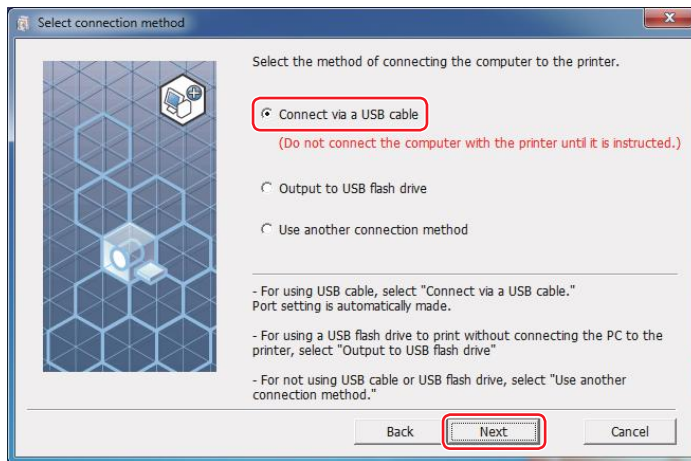 Select connection method
Select the method of connecting the computer to the printer.
Connect via a USB cable
(Do not connect the computer with the printer until it is instructed.)
Output to USB flash drive
Use another connection method
- For using USB cable, select "Connect via a USB cable."
Port setting is automatically made.
- For using a USB flash drive to print without connecting the PC to the
printer, select "Output to USB flash drive"
- For not using USB cable or USB flash drive, select "Use another
connection method."
Back
Next
Cancel